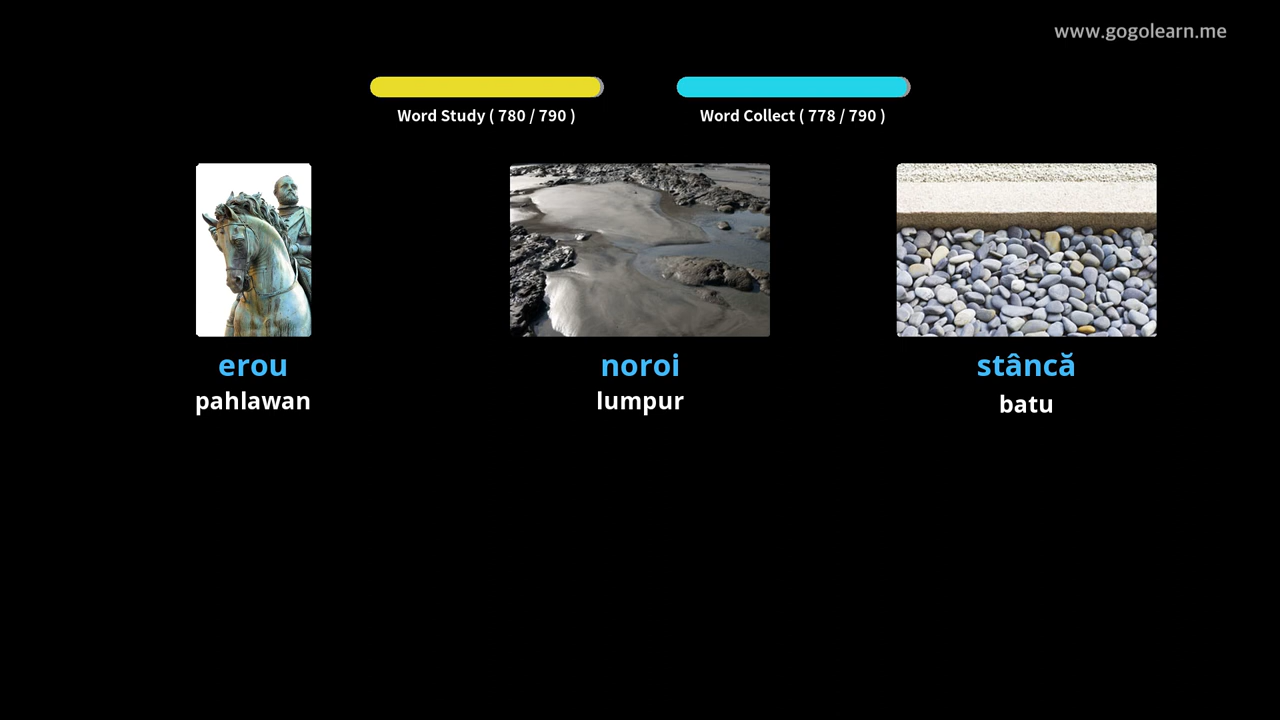 www.gogolearn.me
Word Study ( 780 / 790 )
Word Collect ( 778 / 790 )
erou
noroi
stâncă
pahlawan
lumpur
batu